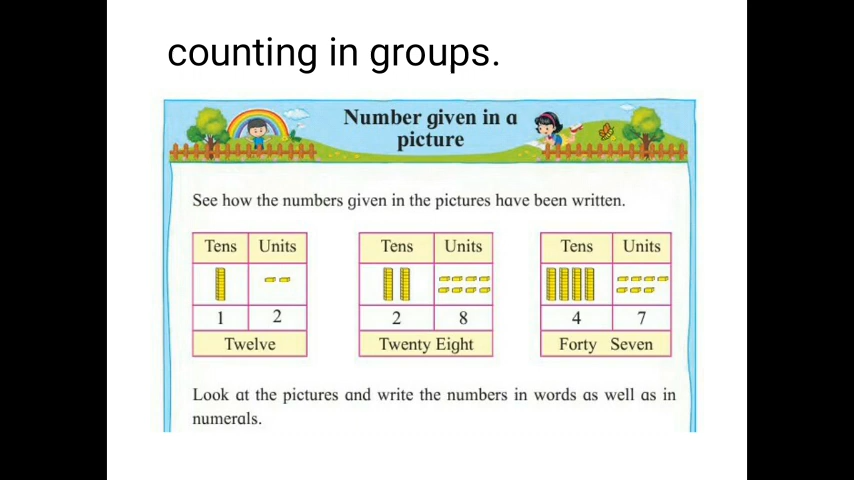 counting in groups.
Number given in a
picture
See how the numbers given in the pictures have been written.
Tens Units Tens Units Tens Units
1 2 2 8 4 7
Twelve Twenty Eight Forty Seven
Look at the pictures and write the numbers in words as well as in
numerals.